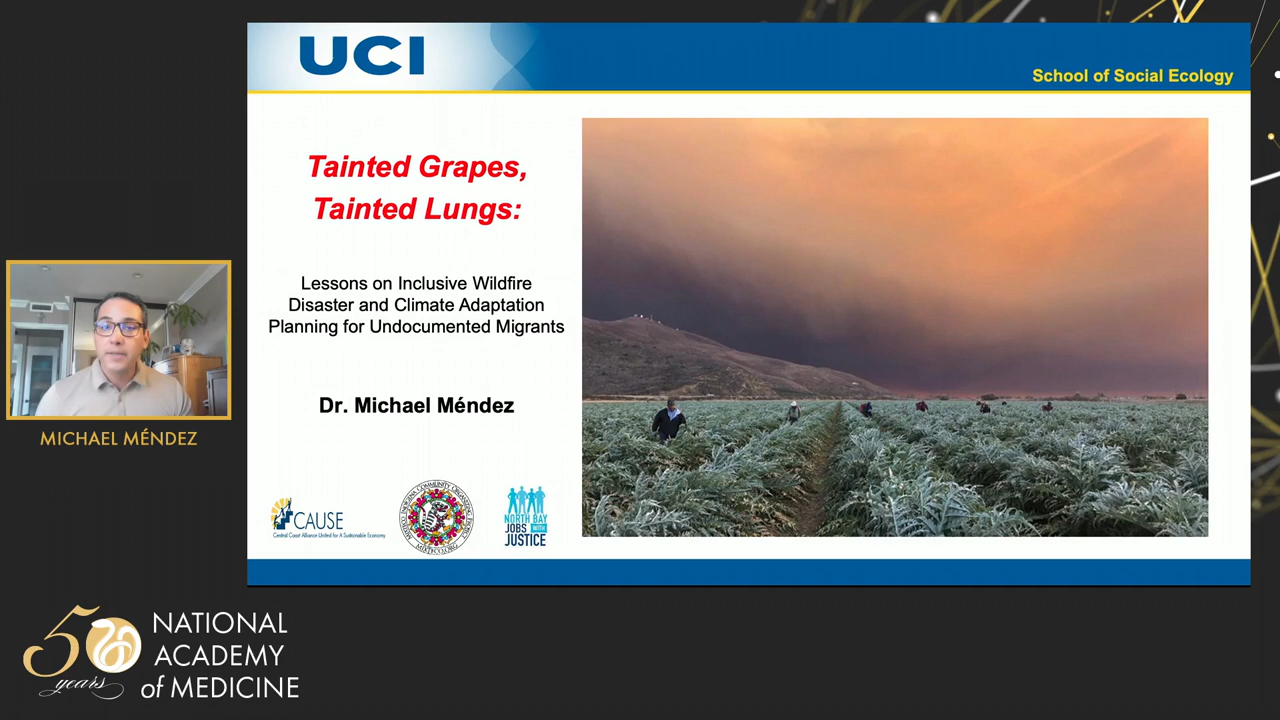 UCI
School of Social Ecology
Tainted Grapes,
Tainted Lungs:
Lessons on Inclusive Wildfire
Disaster and Climate Adaptation
Planning for Undocumented Migrants
Dr. Michael Méndez
CAUSE
Central Coast Alliance United for A Sustainable Economy
NORTH BAY
JOBS WITH
JUSTICE
MICHAEL MÉNDEZ
50
years
NATIONAL
ACADEMY
of MEDICINE